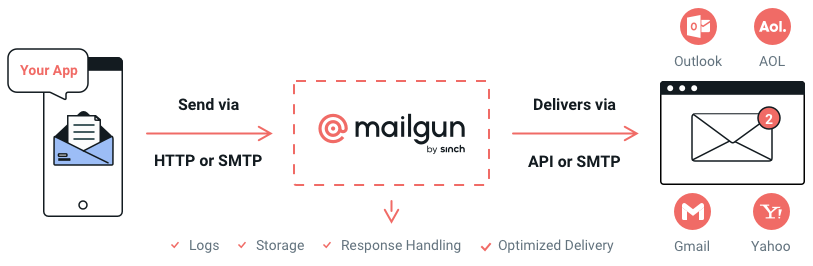 Outlook
Aol.
AOL
Your App
Send via
HTTP or SMTP
mailgun
by sinch
Delivers via
API or SMTP
2
Gmail
Y!
Yahoo
Logs
Storage
Response Handling
Optimized Delivery